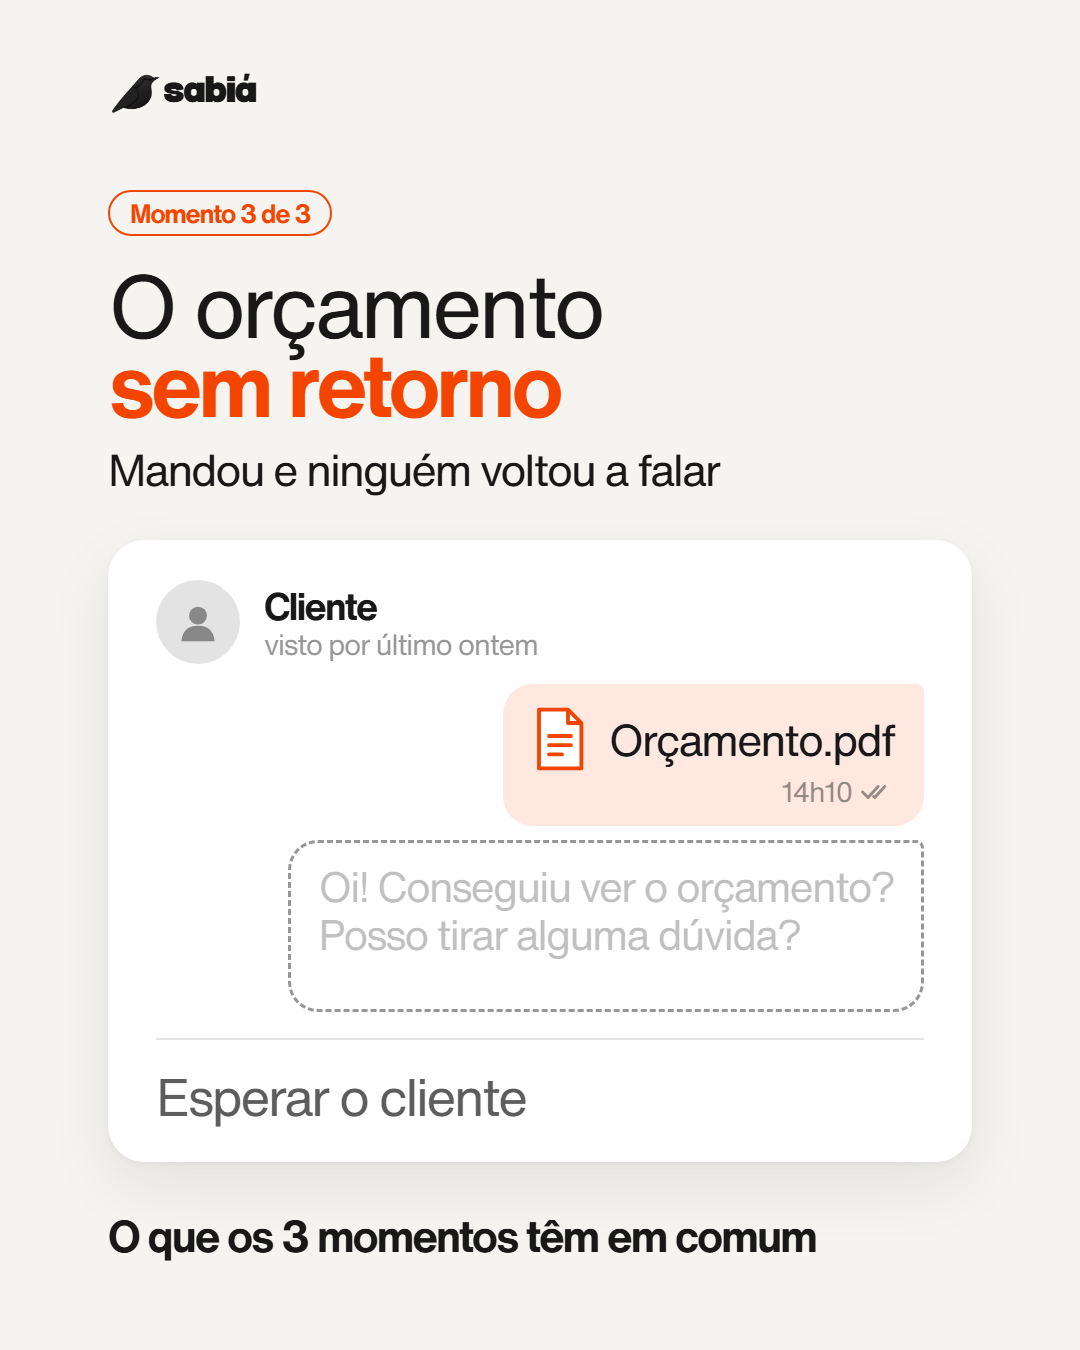 sabiá
Momento 3 de 3
O orçamento
sem retorno
Mandou e ninguém voltou a falar
Cliente
visto por último ontem
Orçamento.pdf
14h10
Oi! Conseguiu ver o orçamento?
Posso tirar alguma dúvida?
Esperar o cliente
O que os 3 momentos têm em comum